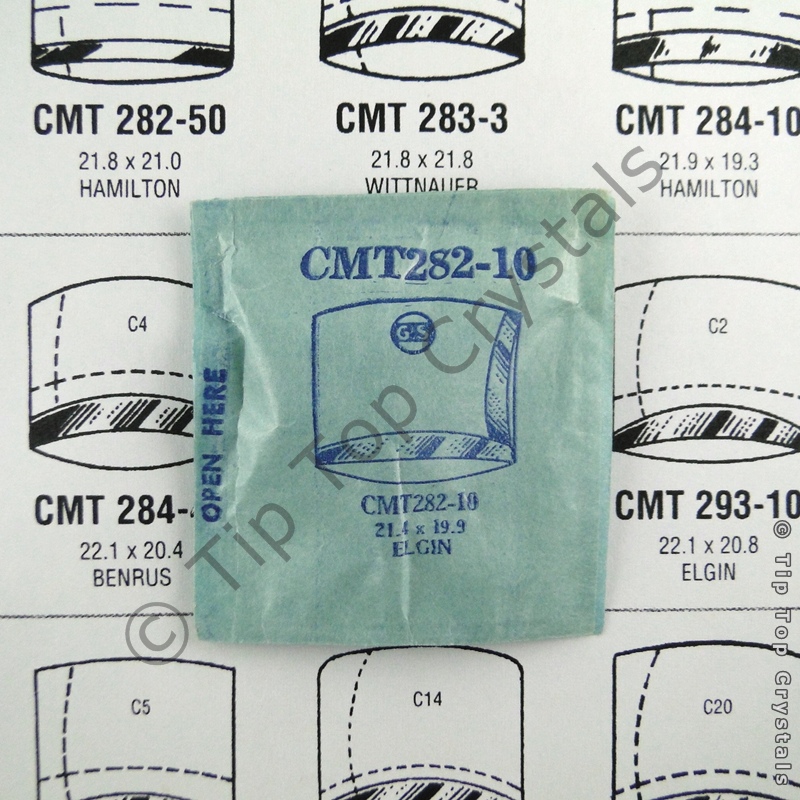 CMT 282-50
21.8 x 21.0
HAMILTON
CMT 283-3
21.8 x 21.8
WITTNAUER
CMT 284-10
21.9 x 19.3
HAMILTON
C4
CMT 284-
22.1 x 20.4
BENRUS
CMT282-10
G-S
OPEN HERE
CMT282-10
21.4 x 19.9
ELGIN
C2
CMT 293-10
22.1 x 20.8
ELGIN
C5
C14
C20
© Tip Top Crystals
© Tip Top Crystals